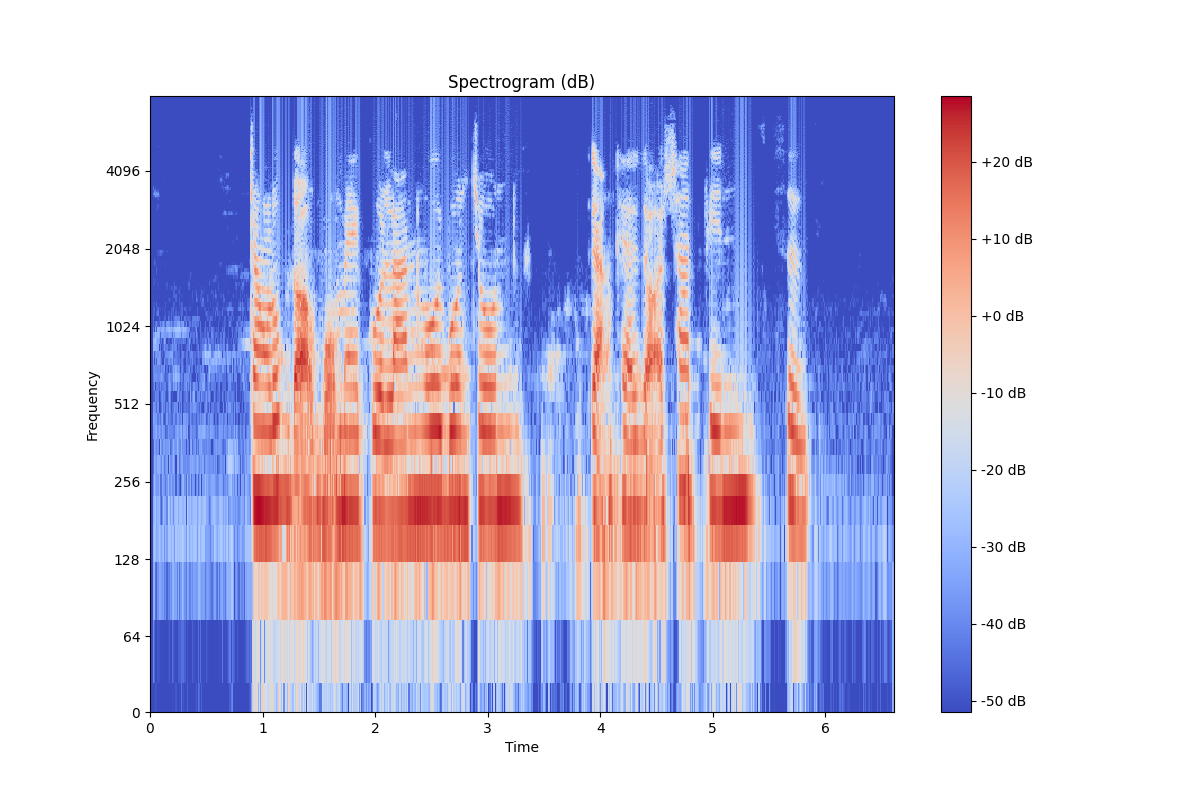 Spectrogram (dB)
Frequency
4096
2048
1024
512
256
128
64
0
0 1 2 3 4 5 6
Time
+20 dB
+10 dB
+0 dB
-10 dB
-20 dB
-30 dB
-40 dB
-50 dB